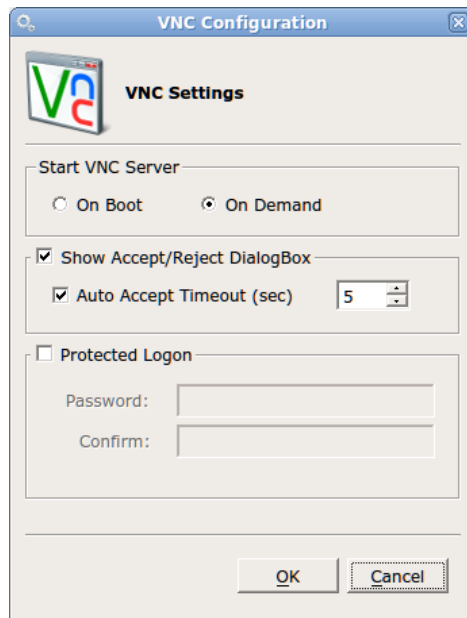 VNC Configuration
Vnc VNC Settings
Start VNC Server
On Boot On Demand
Show Accept/Reject DialogBox
Auto Accept Timeout (sec) 5
Protected Logon
Password:
Confirm:
OK Cancel